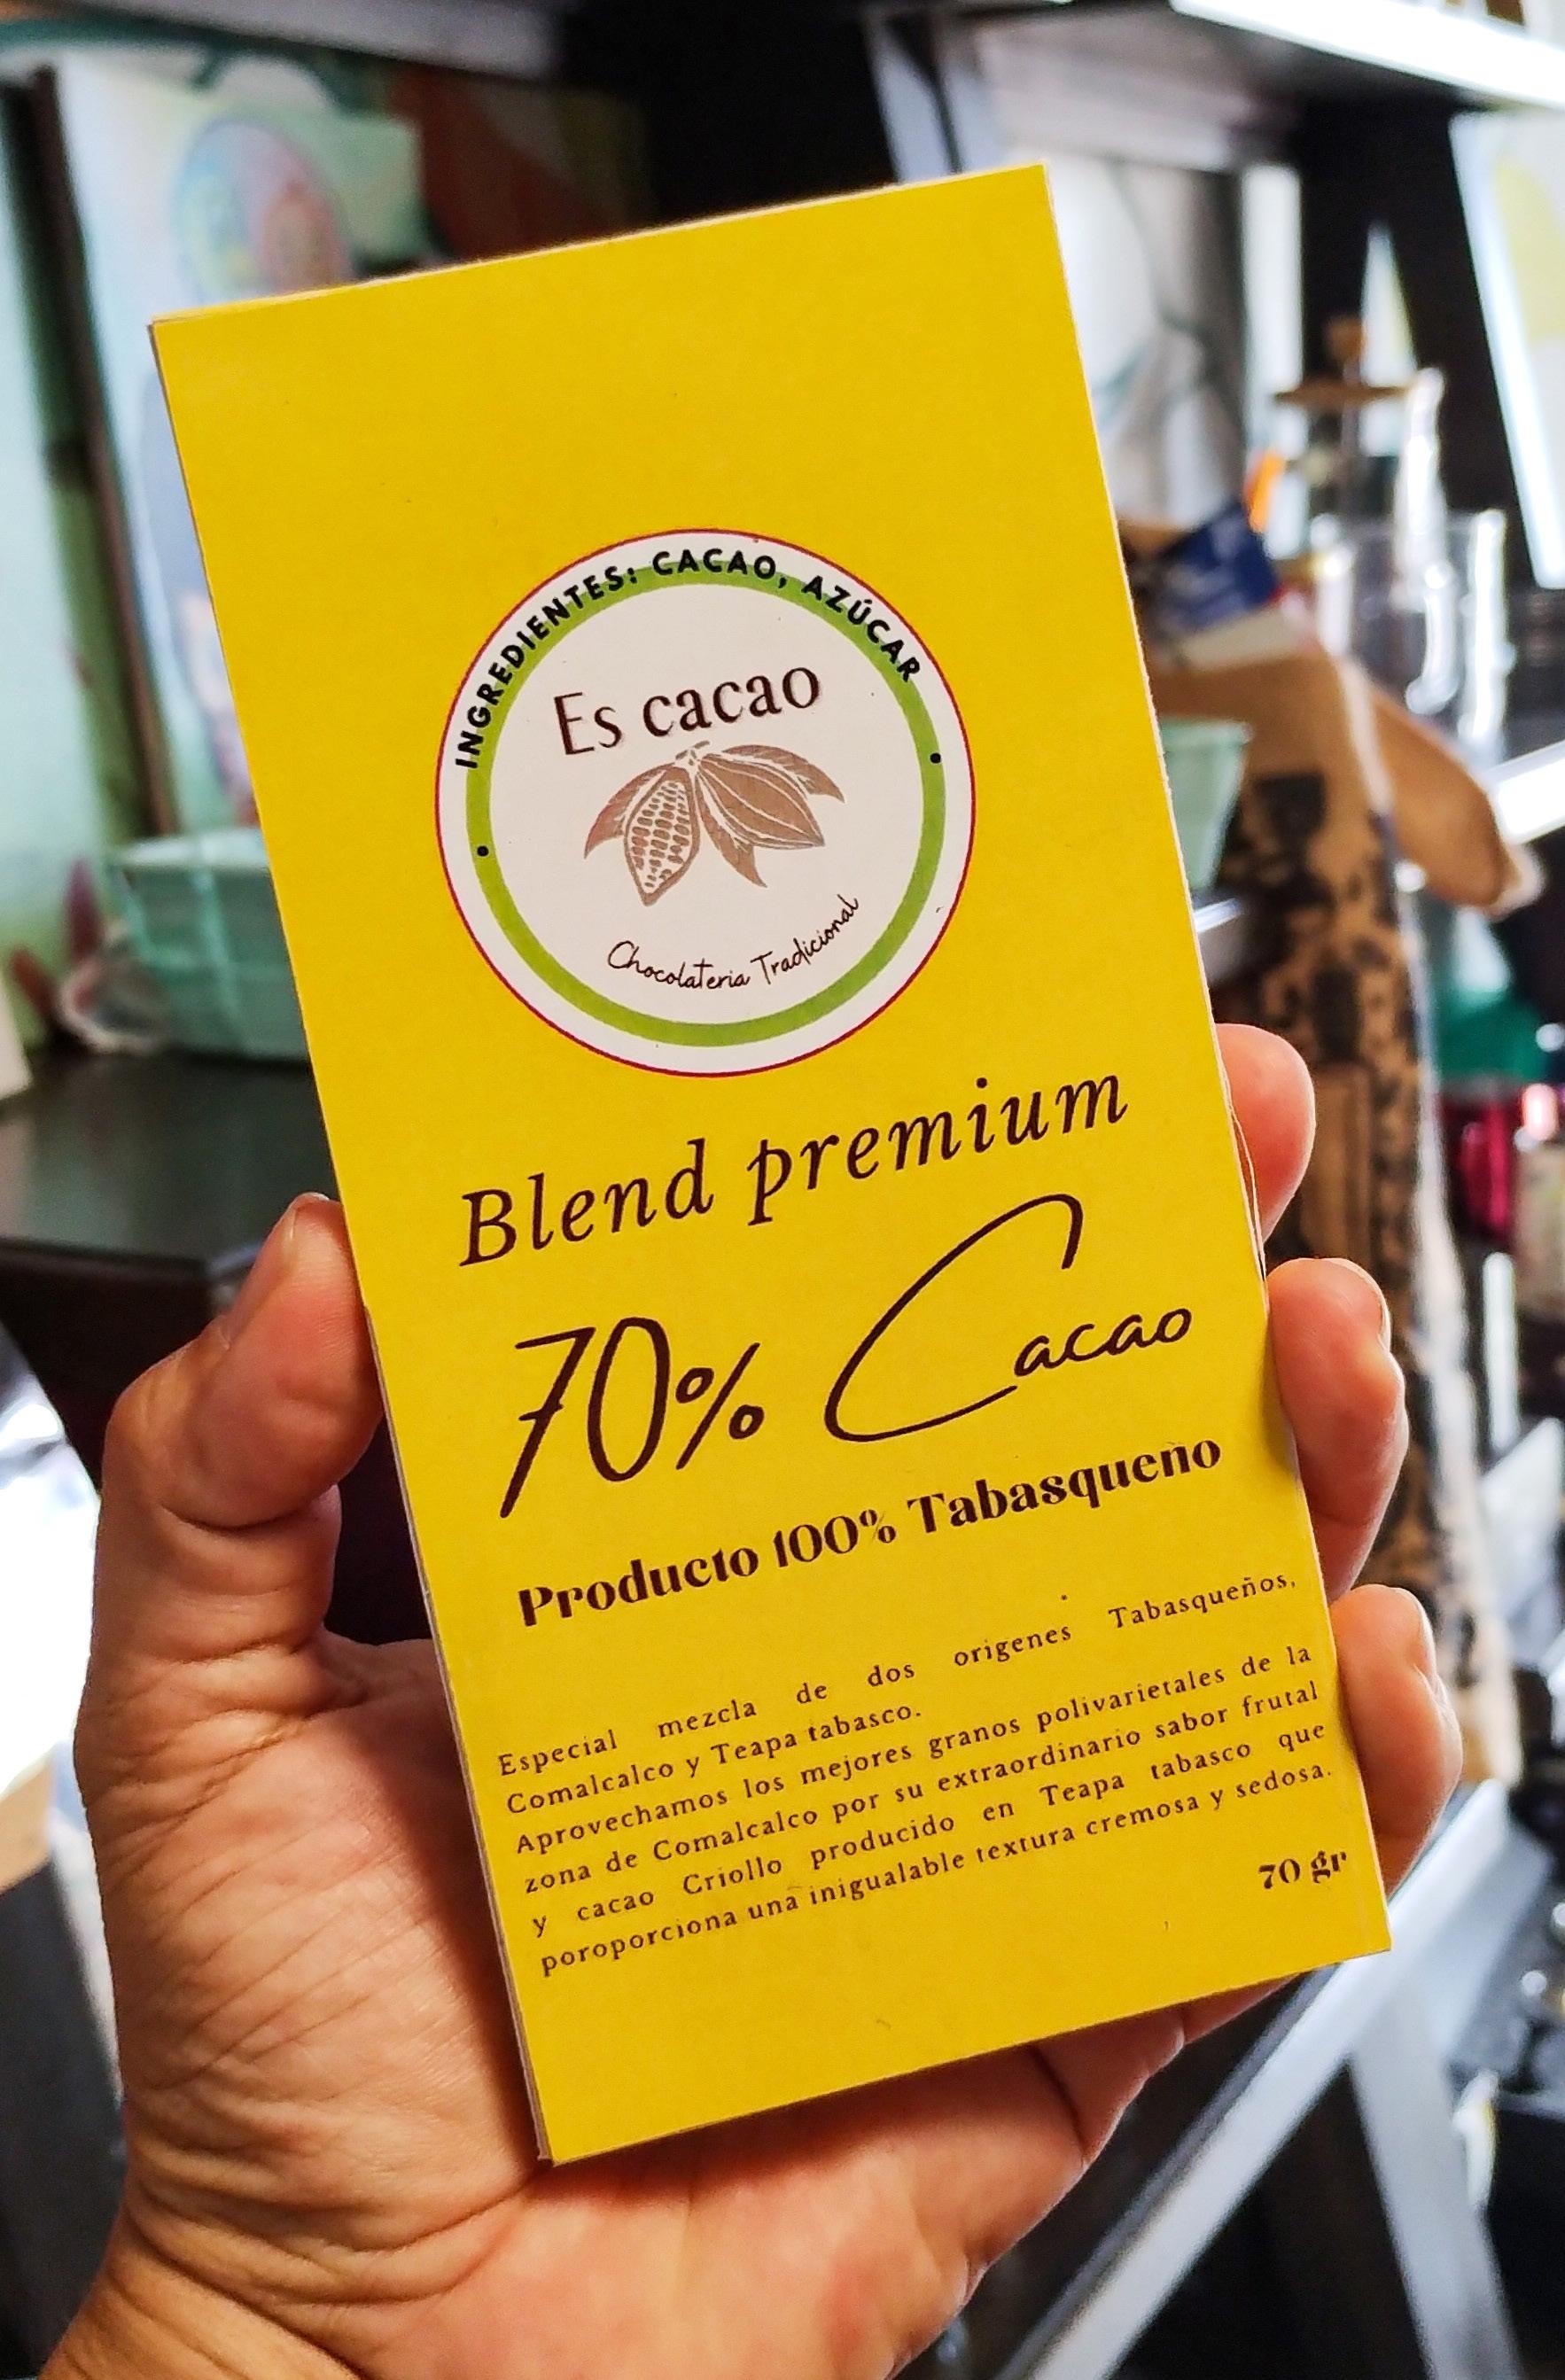 INGREDIENTES: CACAO, AZÚCAR
Es cacao
Chocolateria Tradicional
Blend premium
70% Cacao
Producto 100% Tabasqueño
Especial mezcla de dos origenes Tabasqueños,
Comalcalco y Teapa tabasco.
Aprovechamos los mejores granos polivarietales de la
zona de Comalcalco por su extraordinario sabor frutal
y cacao Criollo producido en Teapa tabasco que
poroporciona una inigualable textura cremosa y sedosa.
70 gr